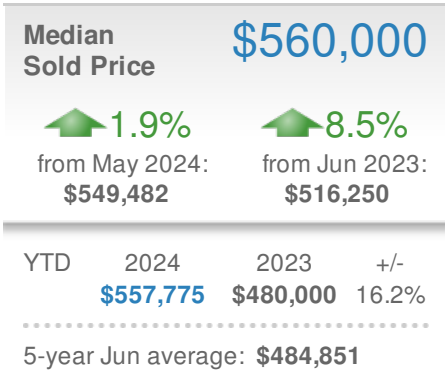 Median
Sold Price
$560,000
1.9%
from May 2024:
$549,482
8.5%
from Jun 2023:
$516,250
YTD 2024 2023 +/-
$557,775 $480,000 16.2%
5-year Jun average: $484,851